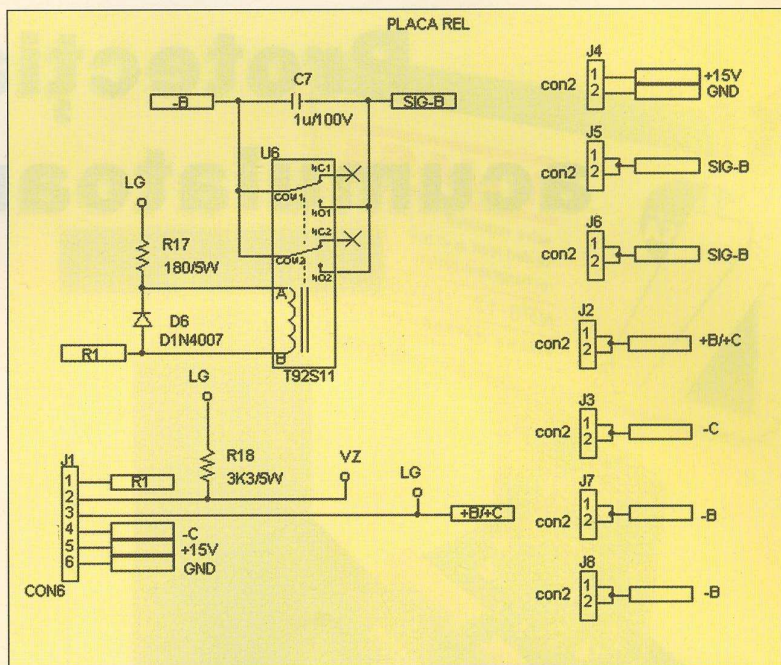 PLACA REL
C7
-B
SIG-B
1u/100V
U6
NC1
COM1
NO1
NC2
COM2
NO2
A
B
T92S11
LG
R17
180/5W
D6
D1N4007
R1
LG
R18
3K3/5W
VZ
LG
+B/+C
J1
1
2
3
4
5
6
R1
-C
+15V
GND
CON6
J4
con2
1
2
+15V
GND
J5
1
2
SIG-B
J6
1
2
SIG-B
J2
con2
1
2
+B/+C
J3
con2
1
2
-C
J7
con2
1
2
-B
J8
con2
1
2
-B